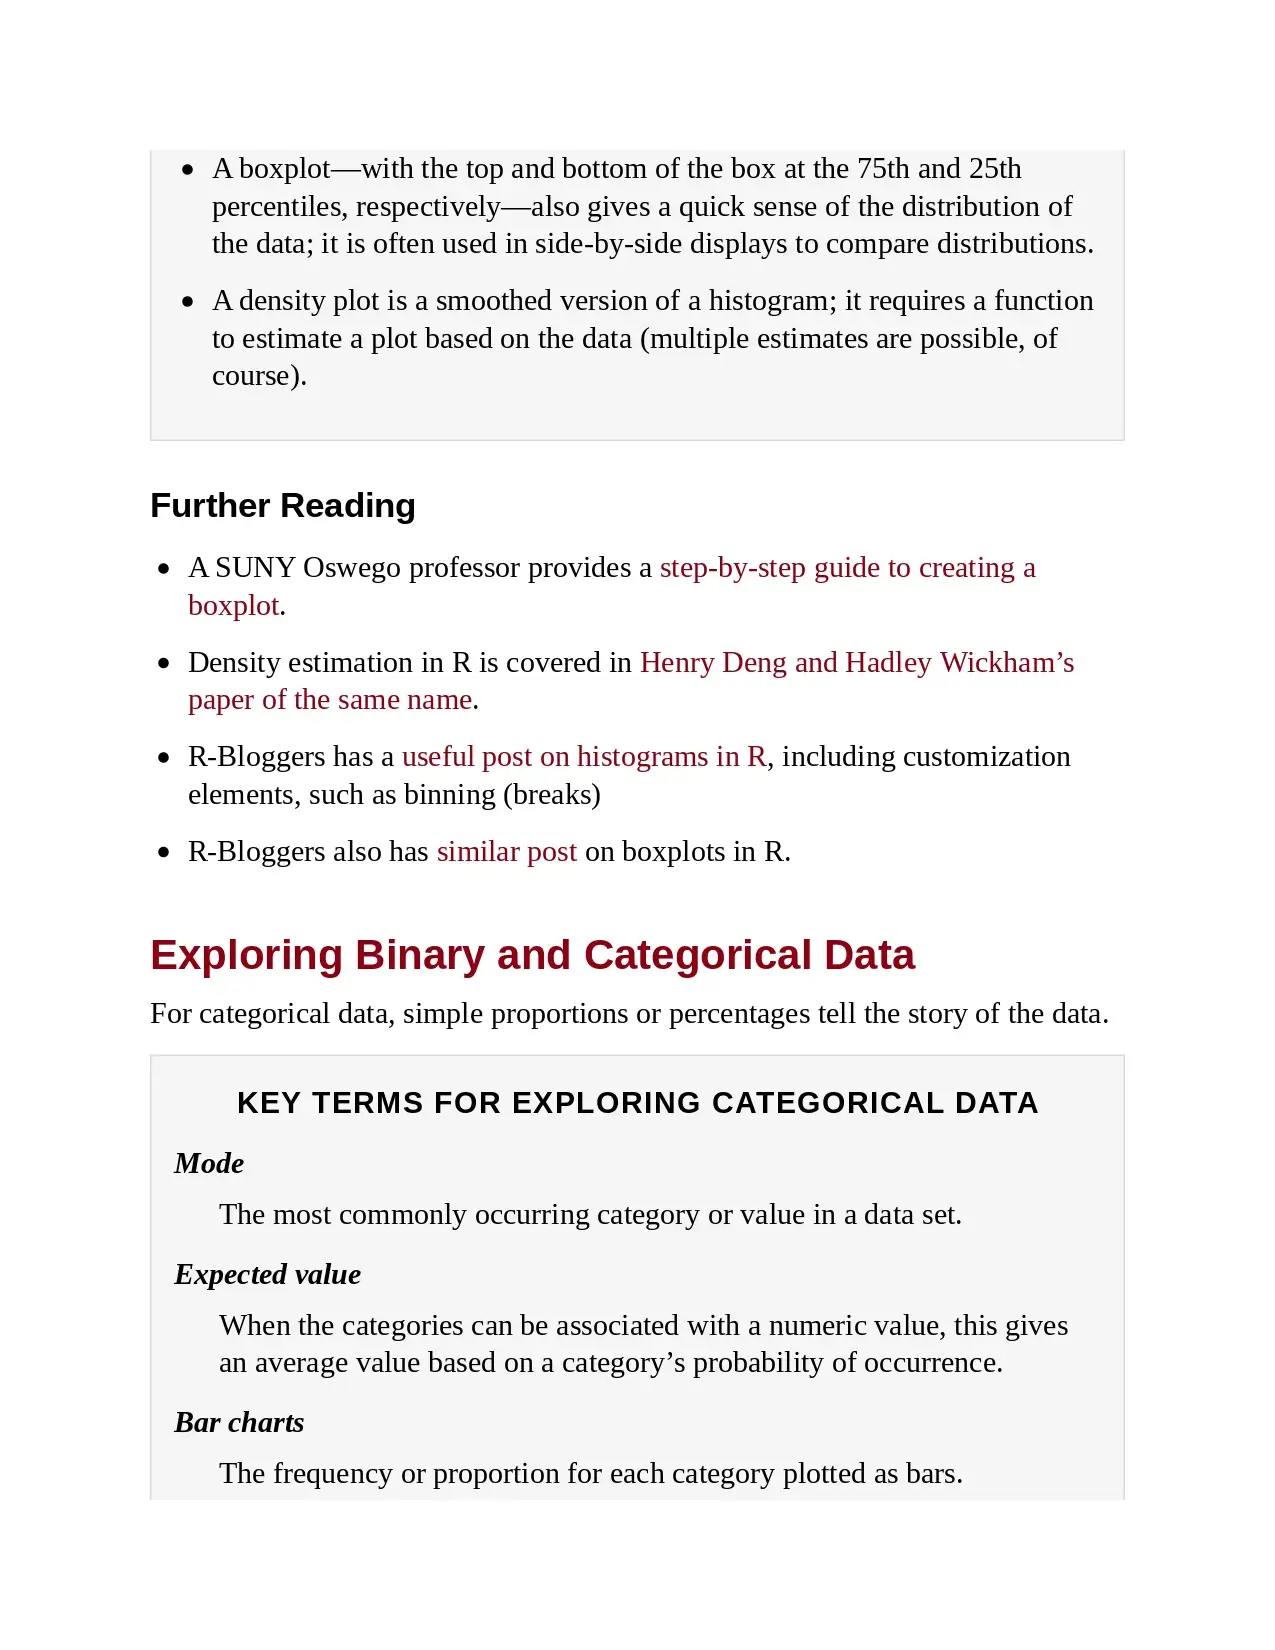 • A boxplot—with the top and bottom of the box at the 75th and 25th
percentiles, respectively—also gives a quick sense of the distribution of
the data; it is often used in side-by-side displays to compare distributions.
• A density plot is a smoothed version of a histogram; it requires a function
to estimate a plot based on the data (multiple estimates are possible, of
course).
Further Reading
• A SUNY Oswego professor provides a step-by-step guide to creating a
boxplot.
• Density estimation in R is covered in Henry Deng and Hadley Wickham’s
paper of the same name.
• R-Bloggers has a useful post on histograms in R, including customization
elements, such as binning (breaks)
• R-Bloggers also has similar post on boxplots in R.
Exploring Binary and Categorical Data
For categorical data, simple proportions or percentages tell the story of the data.
KEY TERMS FOR EXPLORING CATEGORICAL DATA
Mode
The most commonly occurring category or value in a data set.
Expected value
When the categories can be associated with a numeric value, this gives
an average value based on a category’s probability of occurrence.
Bar charts
The frequency or proportion for each category plotted as bars.